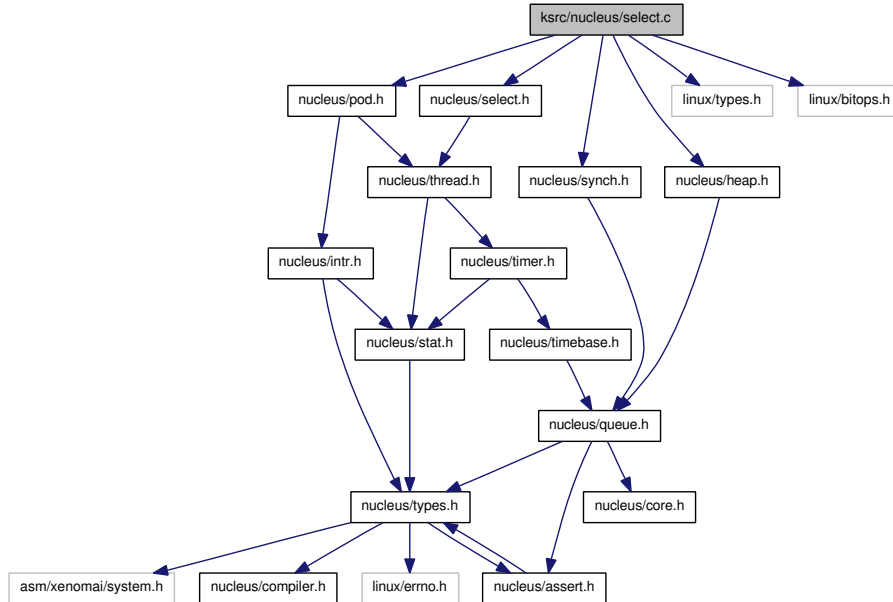 ksrc/nucleus/select.c
nucleus/pod.h
nucleus/select.h
linux/types.h
linux/bitops.h
nucleus/thread.h
nucleus/synch.h
nucleus/heap.h
nucleus/intr.h
nucleus/timer.h
nucleus/stat.h
nucleus/timebase.h
nucleus/queue.h
nucleus/types.h
nucleus/core.h
asm/xenomai/system.h
nucleus/compiler.h
linux/errno.h
nucleus/assert.h